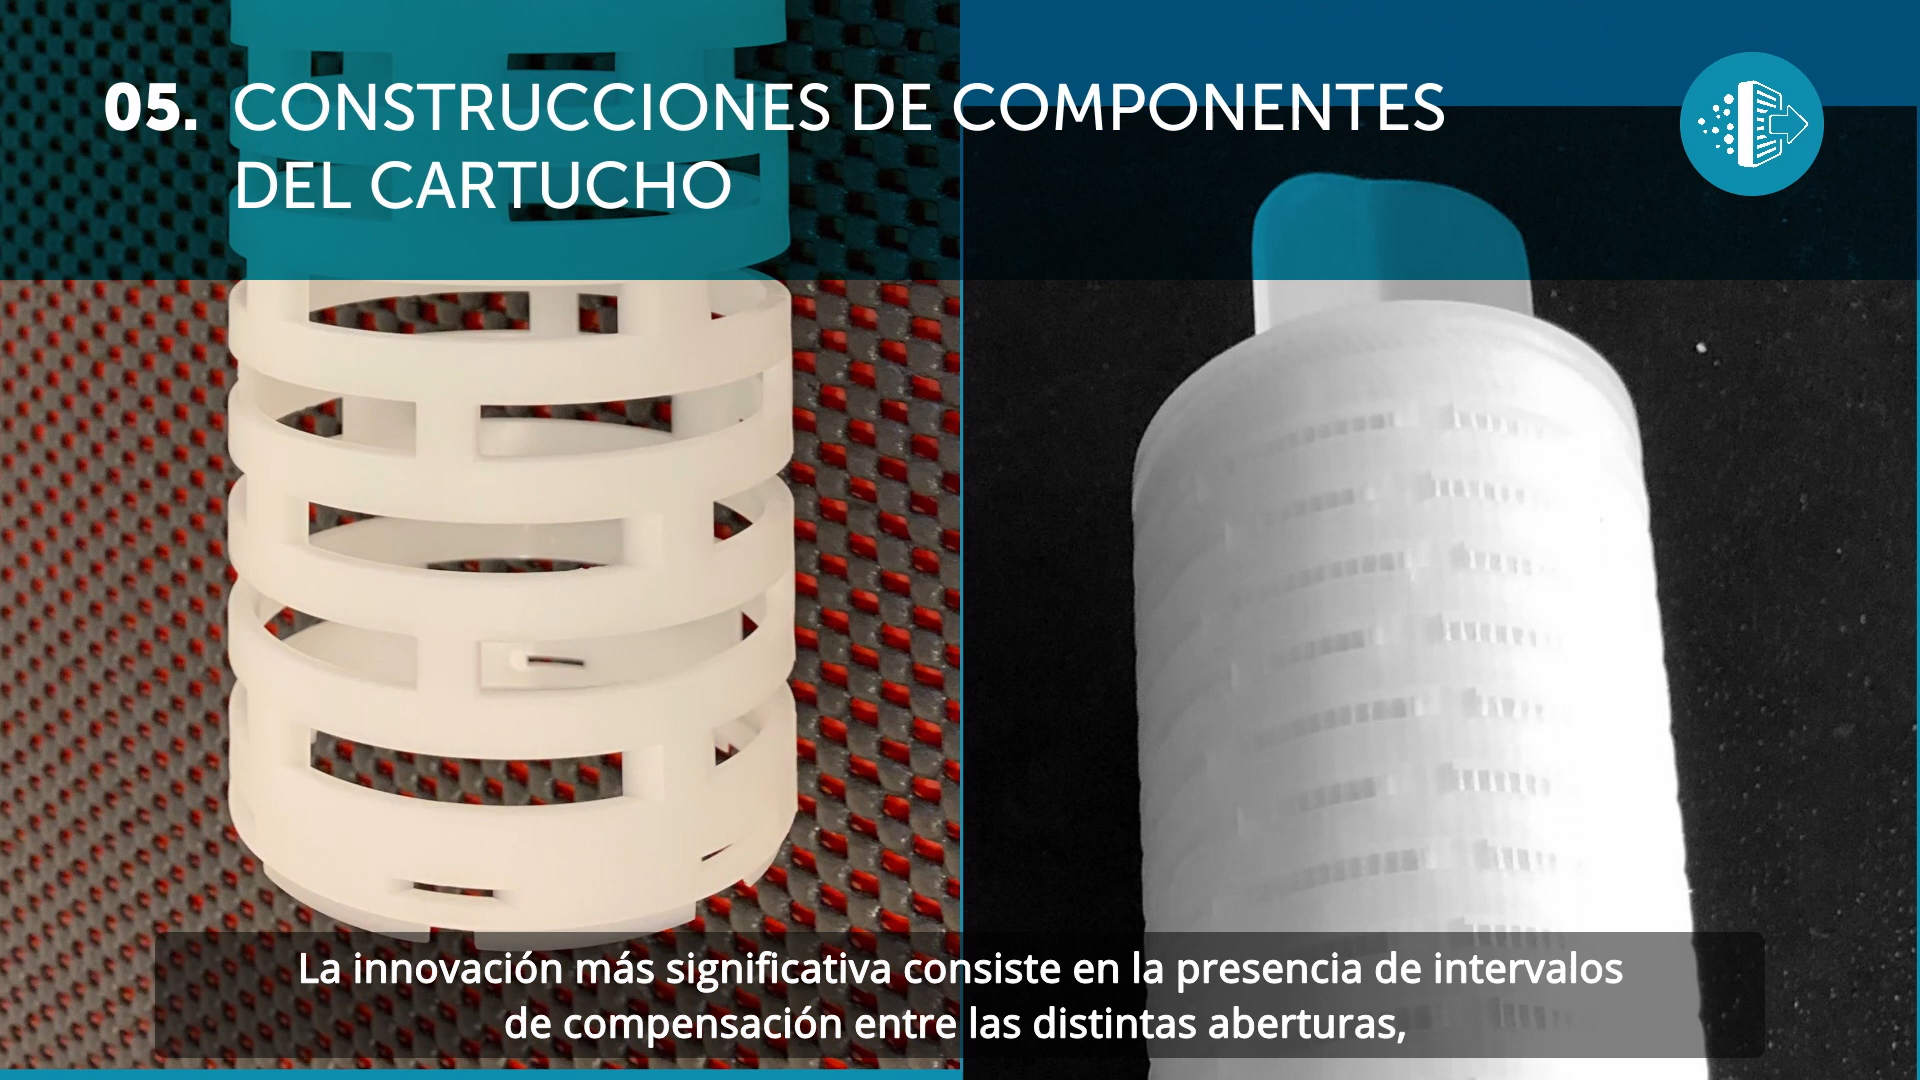 05. CONSTRUCCIONES DE COMPONENTES
DEL CARTUCHO
La innovación más significativa consiste en la presencia de intervalos
de compensación entre las distintas aberturas,